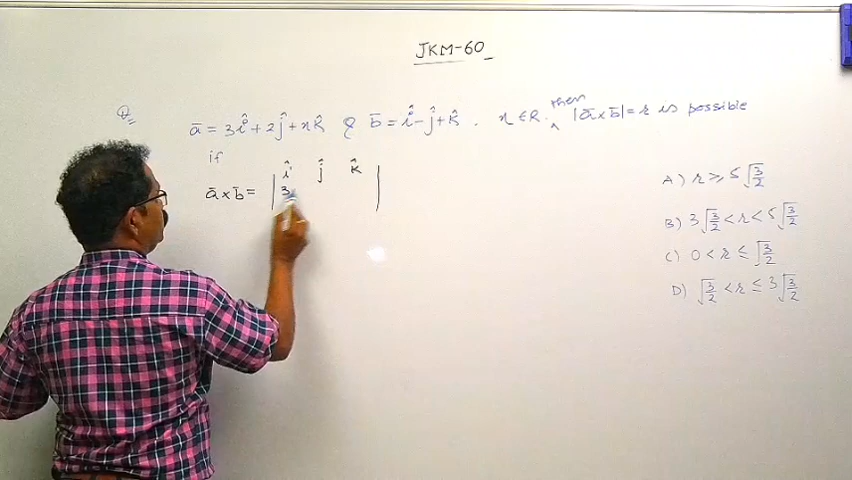 JKM-60
Q
then
ā = 3î + 2ĵ + xk̂ & b̄ = î - ĵ + k̂ . x ∈ R. ‸ |ā×b̄| = r is possible
if
î ĵ k̂
ā×b̄ = | 3 |
A) r ≥ 5√(3/2)
B) 3√(3/2) < r < 5√(3/2)
C) 0 < r ≤ √(3/2)
D) √(3/2) < r ≤ 3√(3/2)